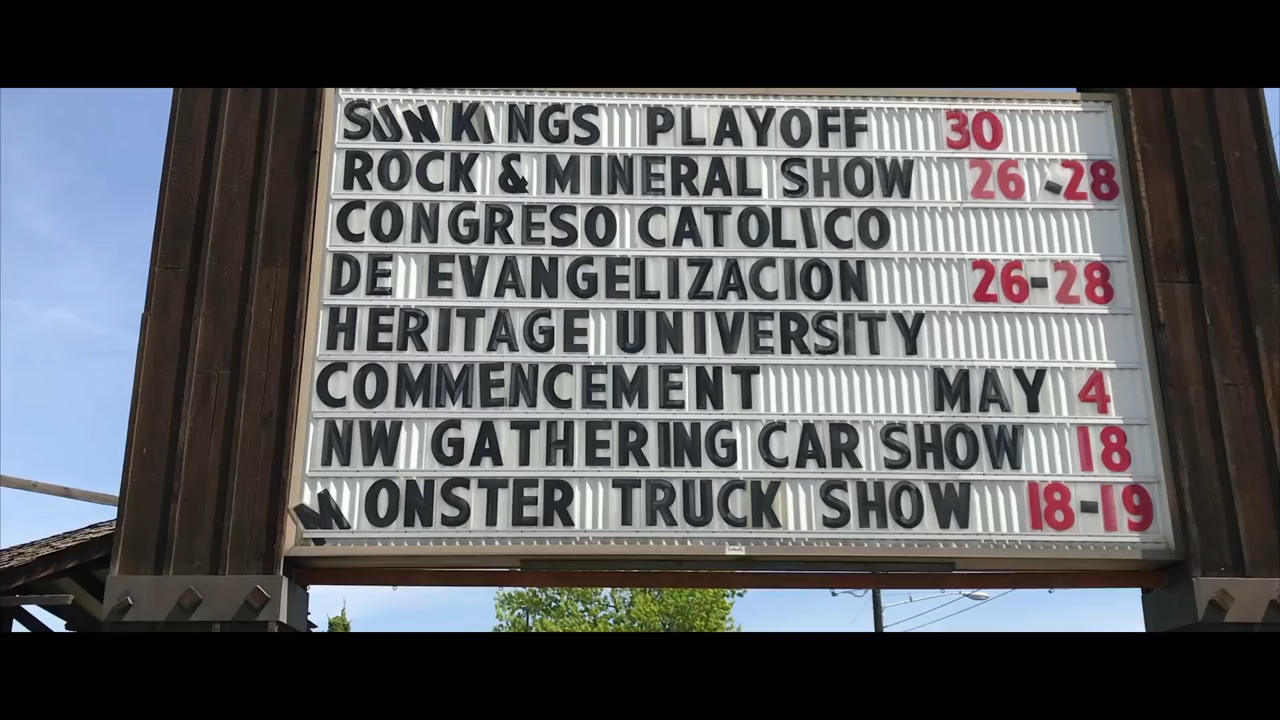 SUN KINGS PLAYOFF 30
ROCK & MINERAL SHOW 26-28
CONGRESO CATOLICO
DE EVANGELIZACION 26-28
HERITAGE UNIVERSITY
COMMENCEMENT MAY 4
NW GATHERING CAR SHOW 18
MONSTER TRUCK SHOW 18-19